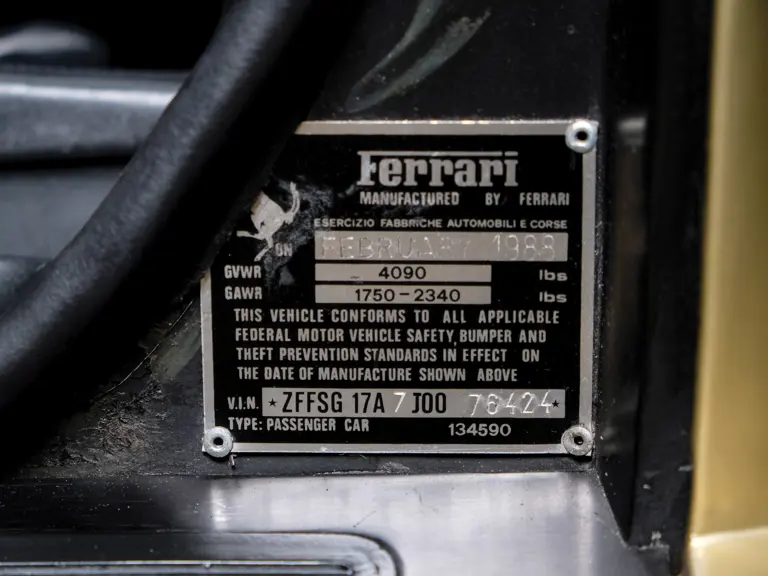 Ferrari
MANUFACTURED BY FERRARI
ESERCIZIO FABBRICHE AUTOMOBILI E CORSE
ON FEBRUARY 1988
GVWR 4090 lbs
GAWR 1750-2340 lbs
THIS VEHICLE CONFORMS TO ALL APPLICABLE
FEDERAL MOTOR VEHICLE SAFETY, BUMPER AND
THEFT PREVENTION STANDARDS IN EFFECT ON
THE DATE OF MANUFACTURE SHOWN ABOVE
V.I.N. ★ ZFFSG 17A 7 J00 76424 ★
TYPE: PASSENGER CAR 134590